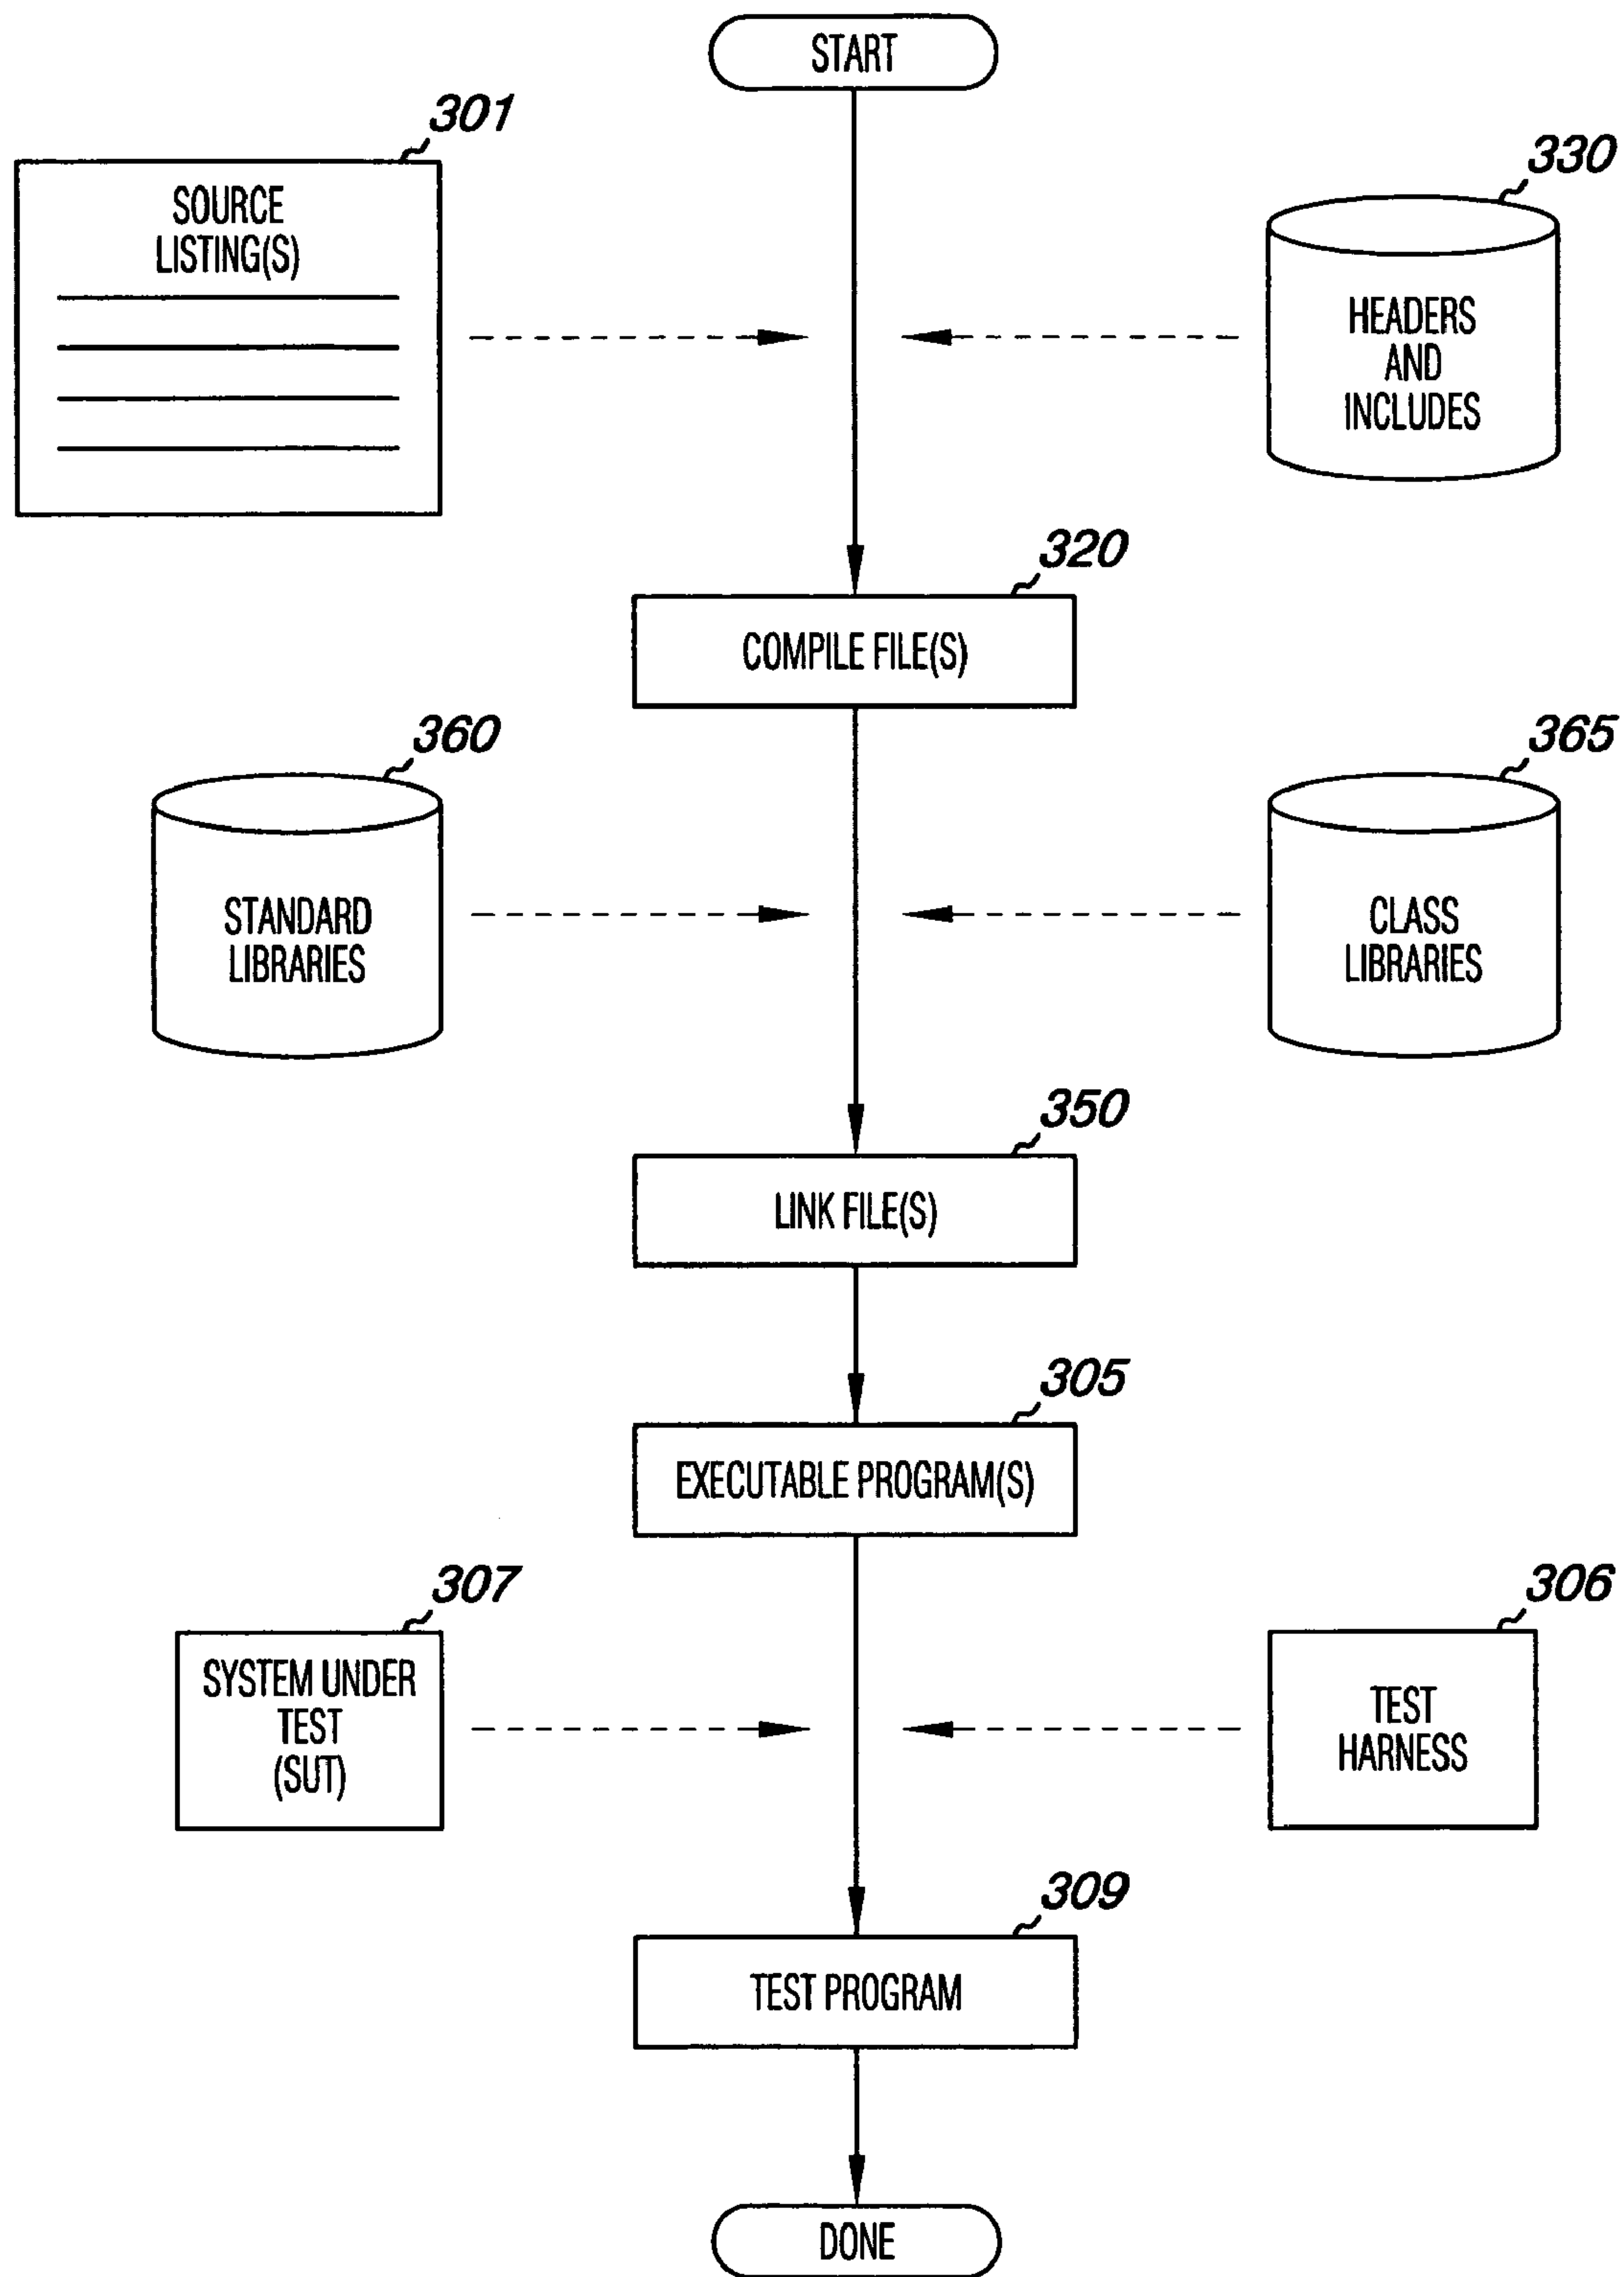 START
301
SOURCE
LISTING(S)
330
HEADERS
AND
INCLUDES
320
COMPILE FILE(S)
360
STANDARD
LIBRARIES
365
CLASS
LIBRARIES
350
LINK FILE(S)
305
EXECUTABLE PROGRAM(S)
307
SYSTEM UNDER
TEST
(SUT)
306
TEST
HARNESS
309
TEST PROGRAM
DONE